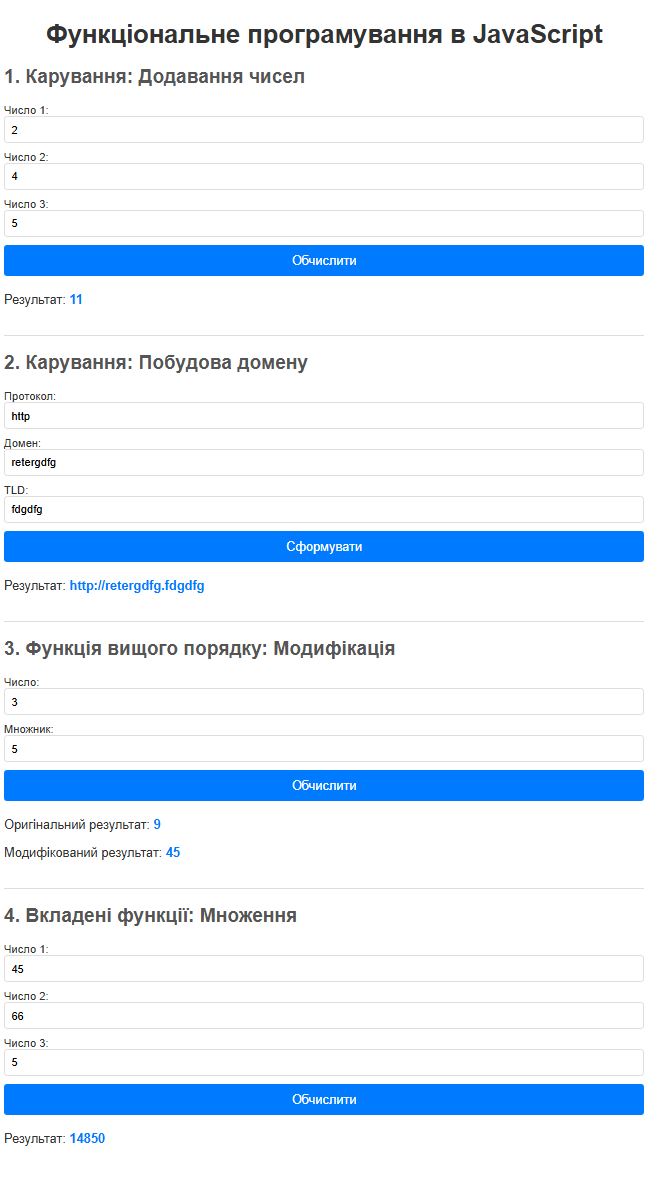 Функціональне програмування в JavaScript
1. Карування: Додавання чисел
Число 1:
2
Число 2:
4
Число 3:
5
Обчислити
Результат: 11
2. Карування: Побудова домену
Протокол:
http
Домен:
retergdfg
TLD:
fdgdfg
Сформувати
Результат: http://retergdfg.fdgdfg
3. Функція вищого порядку: Модифікація
Число:
3
Множник:
5
Обчислити
Оригінальний результат: 9
Модифікований результат: 45
4. Вкладені функції: Множення
Число 1:
45
Число 2:
66
Число 3:
5
Обчислити
Результат: 14850